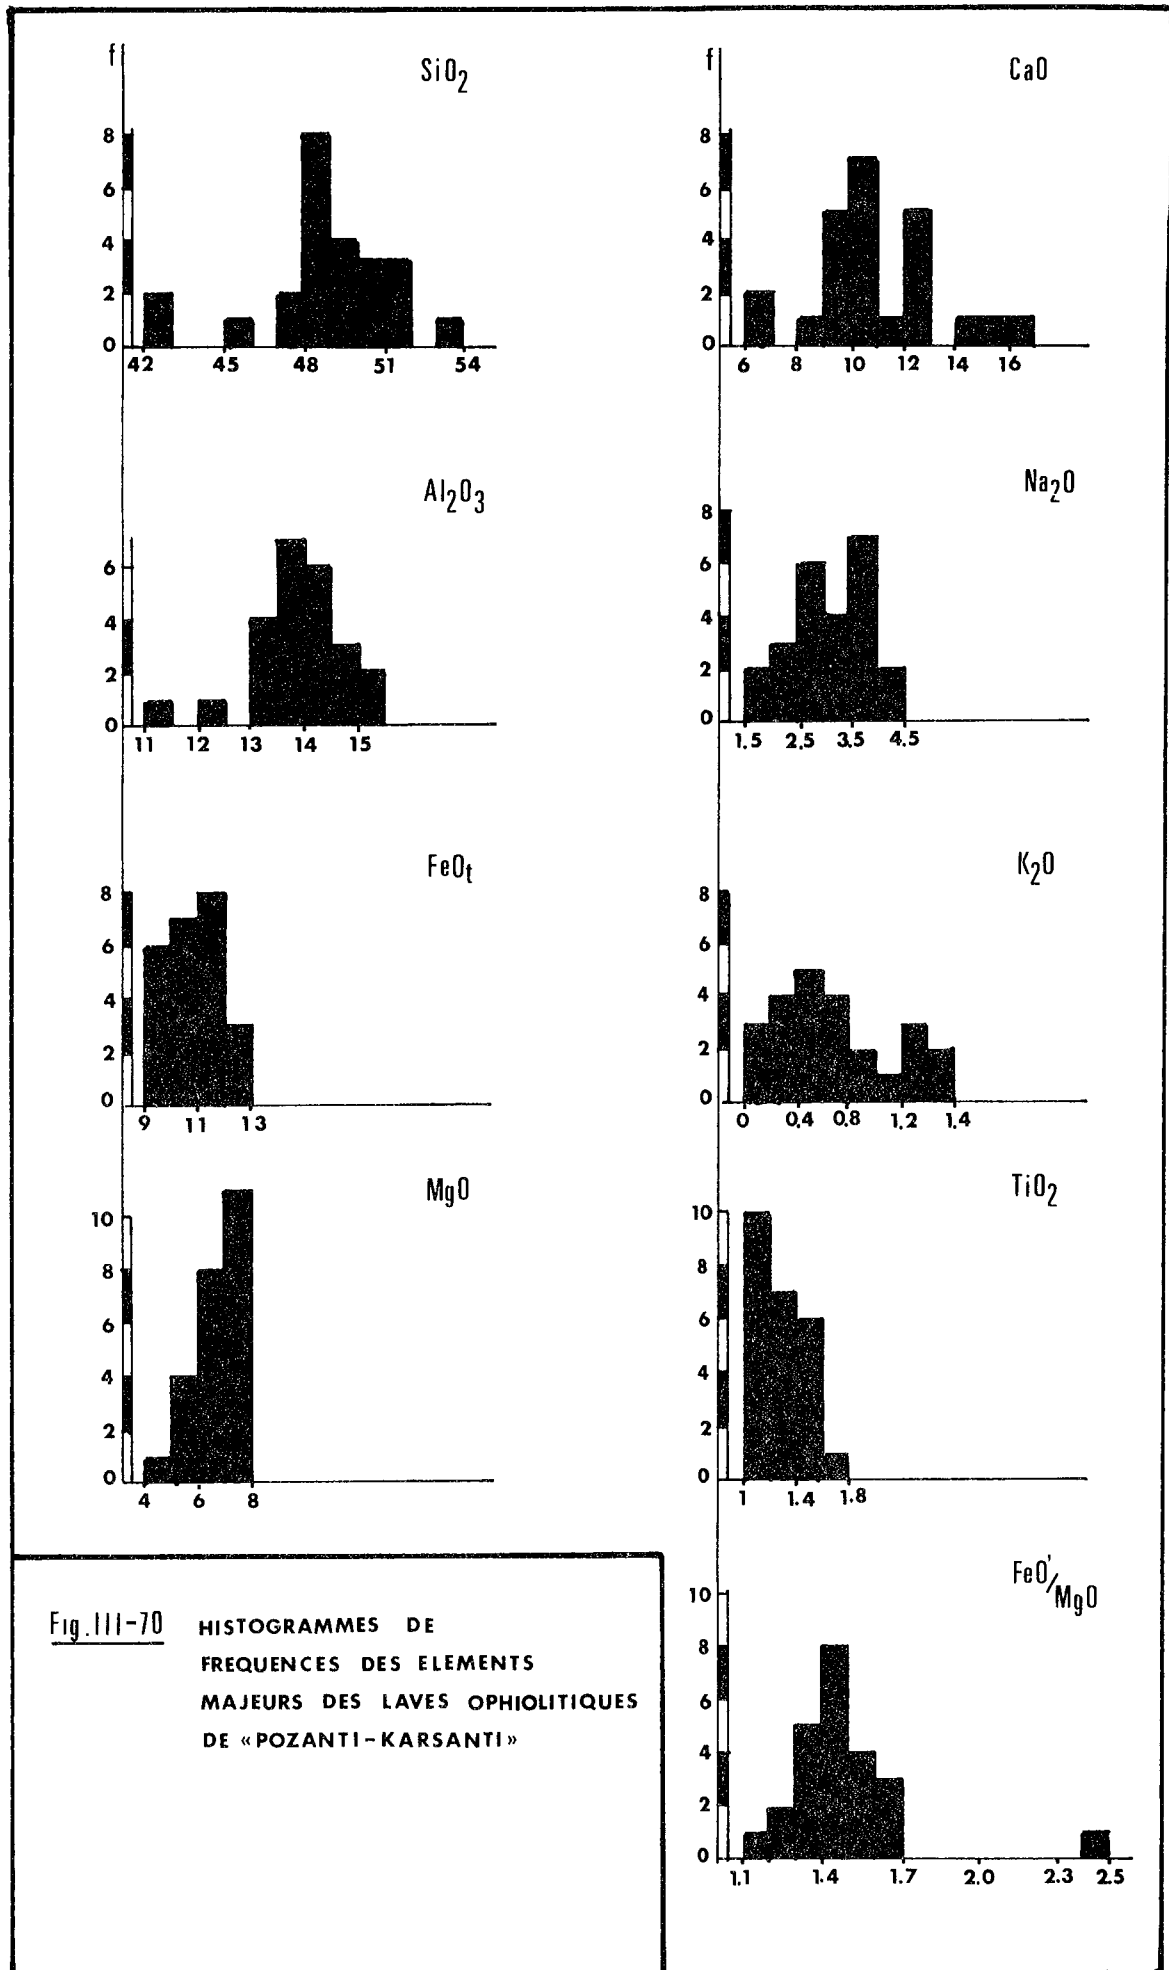 f
SiO2
8
6
4
2
0
42 45 48 51 54
f
CaO
8
6
4
2
0
6 8 10 12 14 16
Al2O3
6
4
2
0
11 12 13 14 15
Na2O
8
6
4
2
0
1.5 2.5 3.5 4.5
FeOt
8
6
4
2
0
9 11 13
K2O
8
6
4
2
0
0 0.4 0.8 1.2 1.4
MgO
10
8
6
4
2
0
4 6 8
TiO2
10
8
6
4
2
0
1 1.4 1.8
FeO'/MgO
10
8
6
4
2
0
1.1 1.4 1.7 2.0 2.3 2.5
Fig.III-70 HISTOGRAMMES DE
FREQUENCES DES ELEMENTS
MAJEURS DES LAVES OPHIOLITIQUES
DE «POZANTI-KARSANTI»